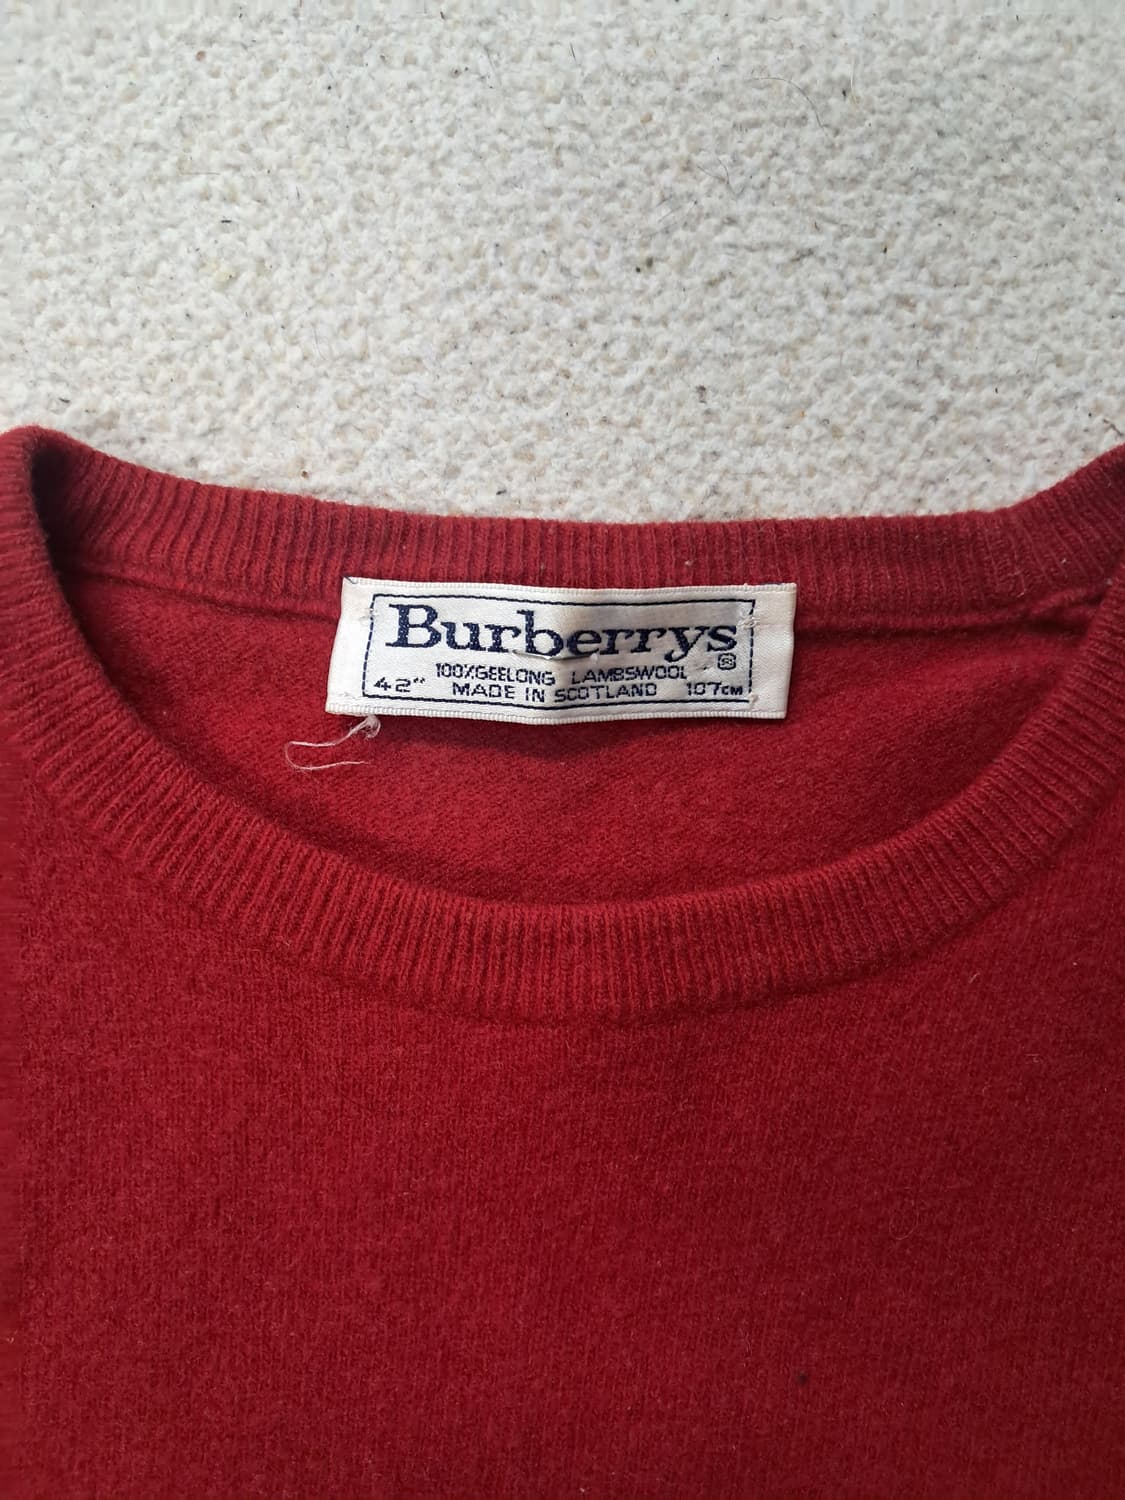 Burberrys ®
100% GEELONG LAMBSWOOL
42" MADE IN SCOTLAND 107CM